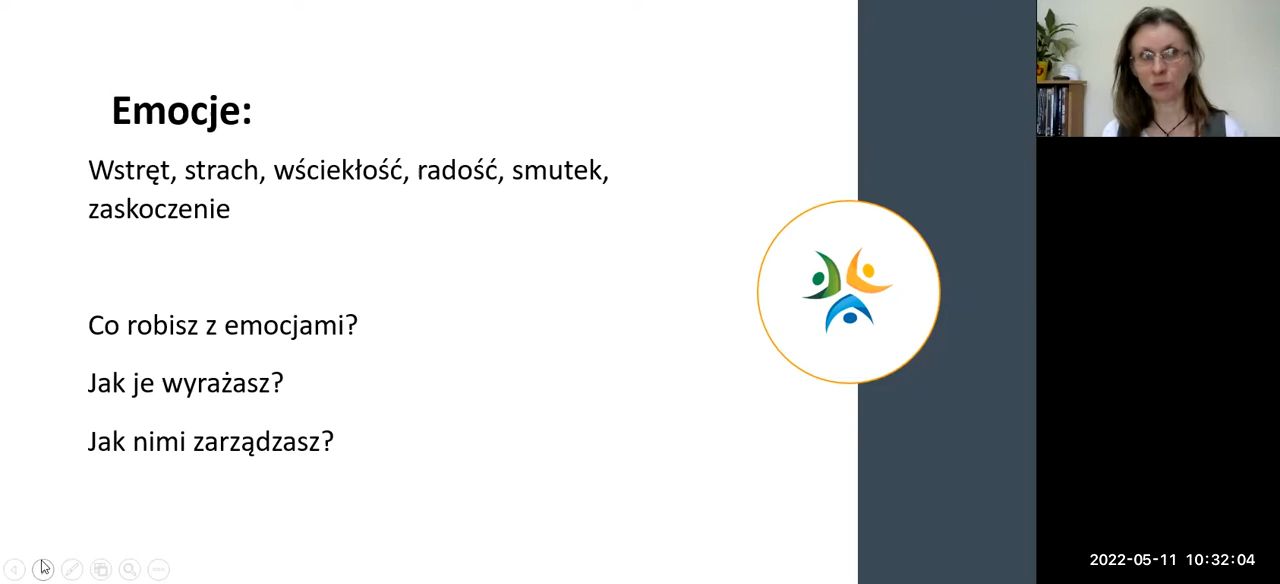 Emocje:
Wstręt, strach, wściekłość, radość, smutek,
zaskoczenie
Co robisz z emocjami?
Jak je wyrażasz?
Jak nimi zarządzasz?
2022-05-11 10:32:04